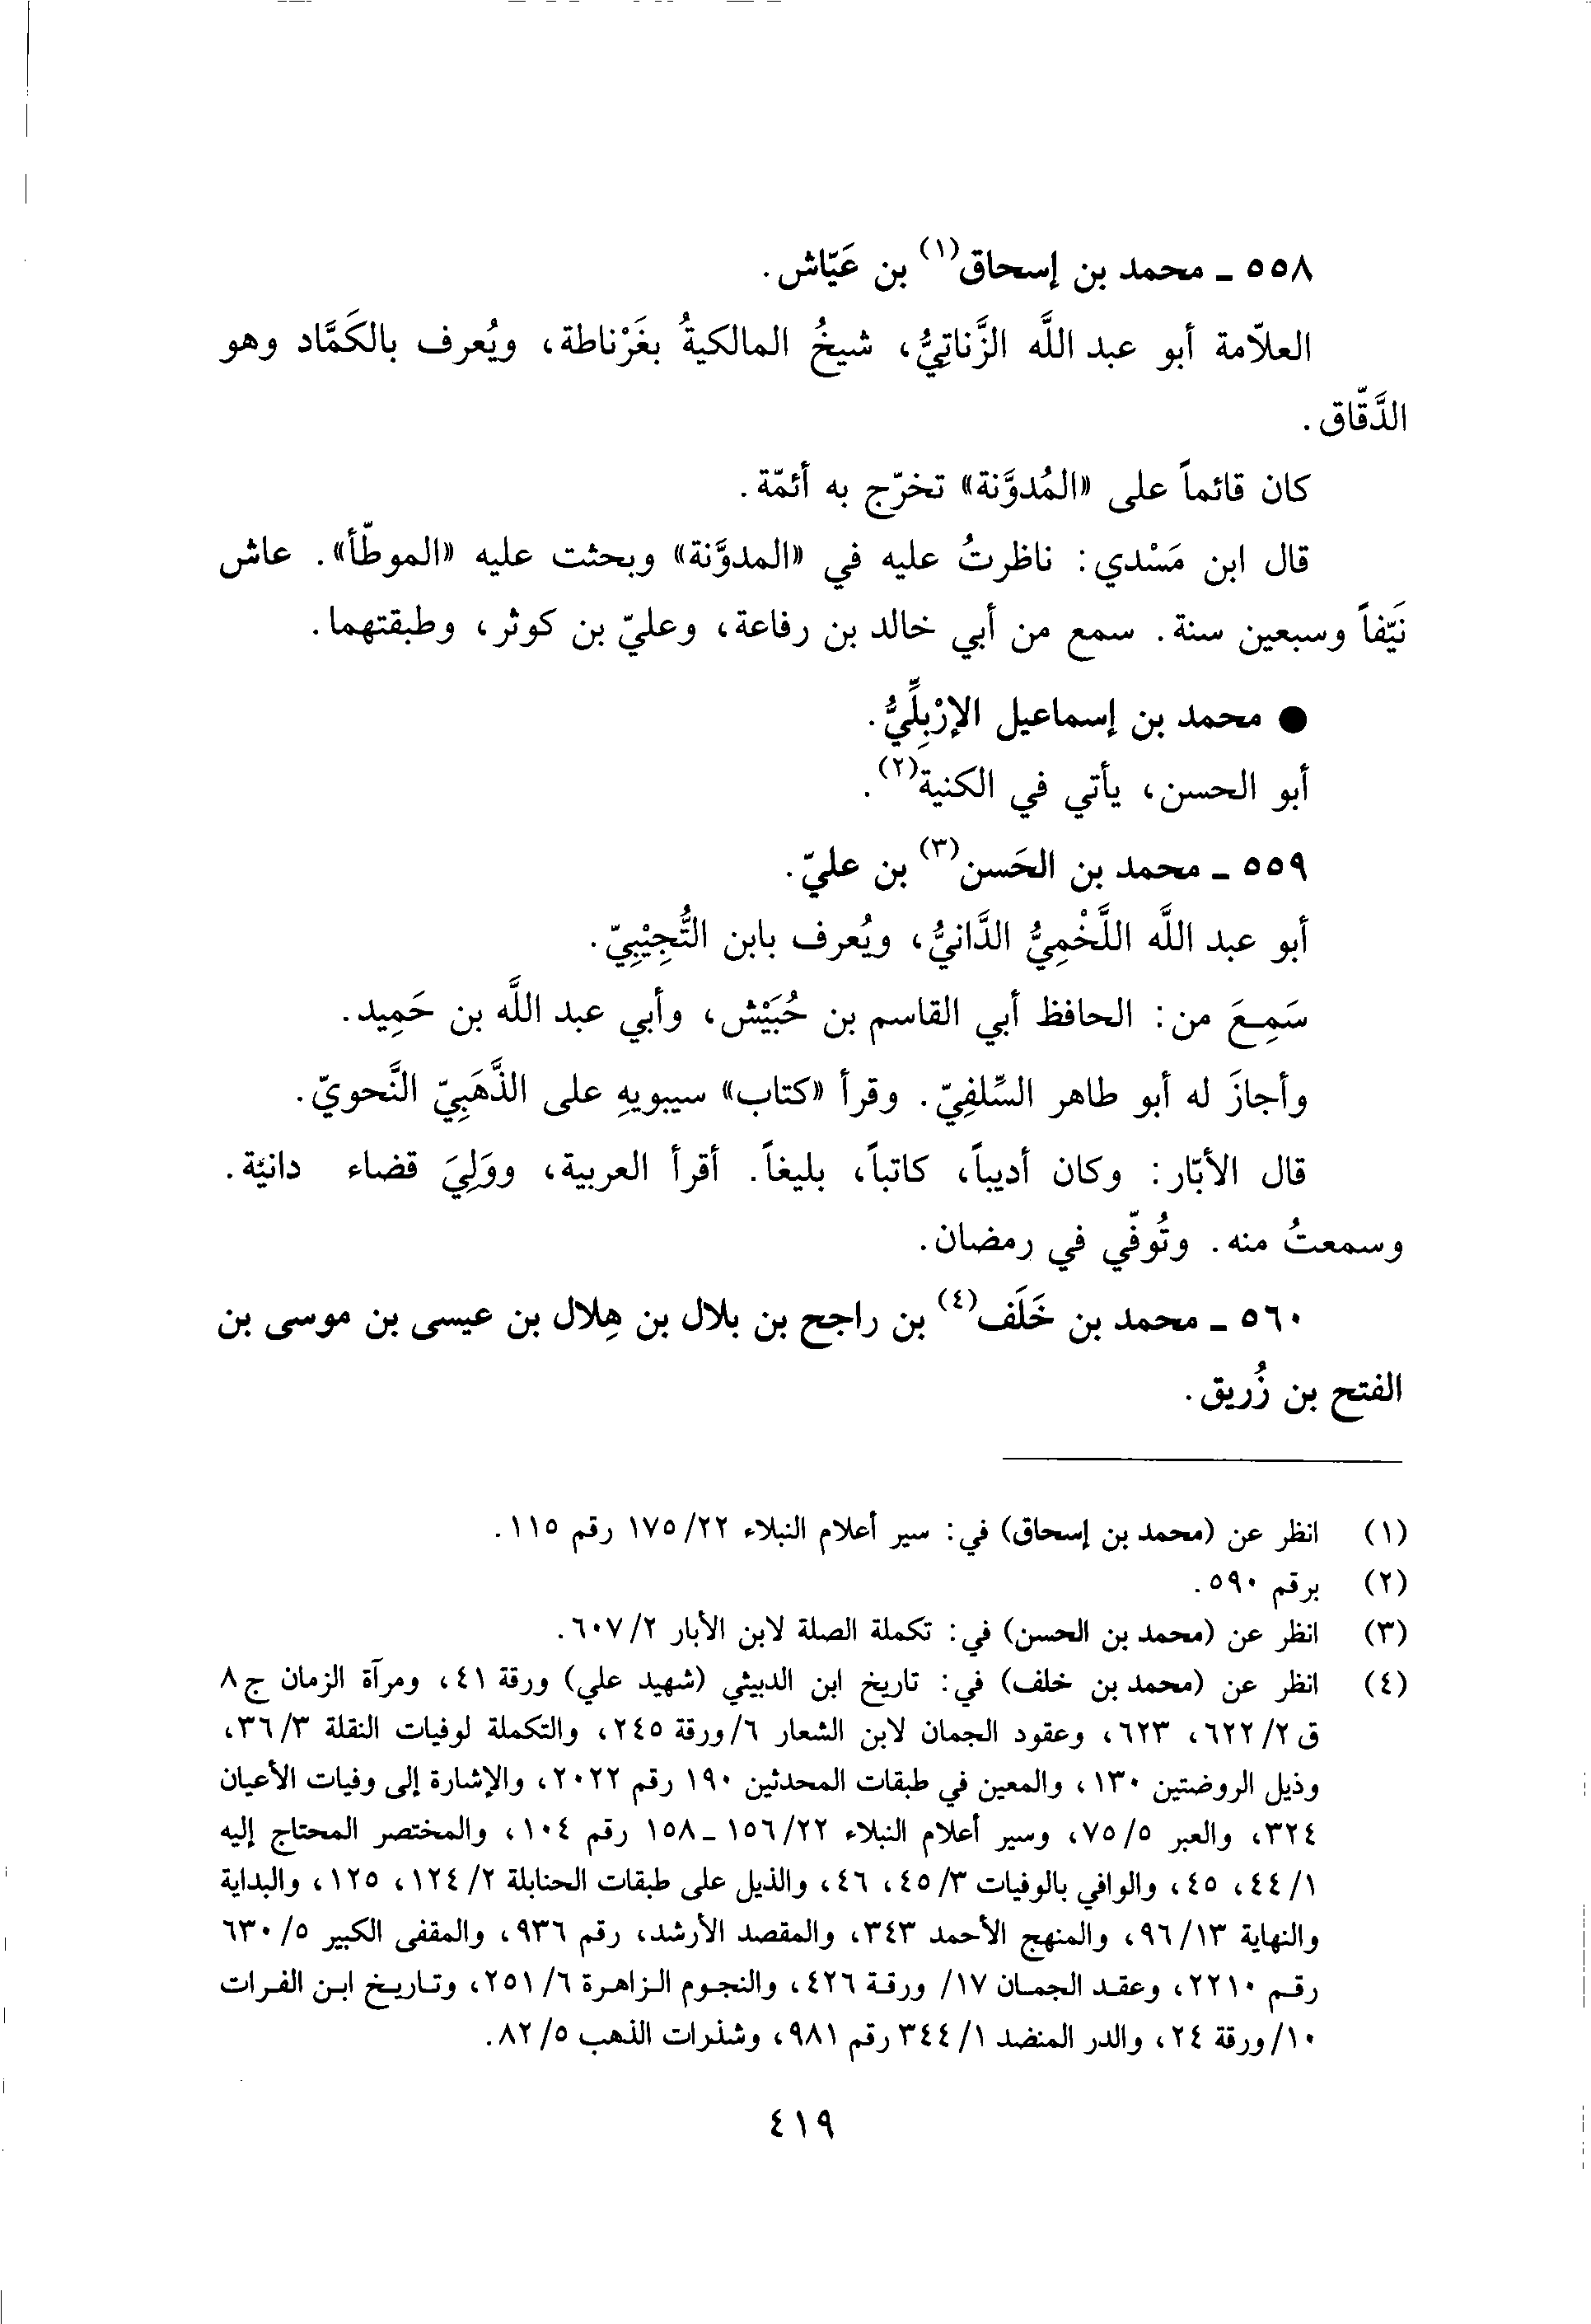 ٥٥٨ - محمد بن إسحاق(١) بن عَيّاش.
العلاّمة أبو عبد اللَّه الزَّناتِيُّ، شيخُ المالكيةُ بغَرْناطة، ويُعرف بالكَمَّاد وهو
الدَّقّاق.
كان قائماً على «المُدوَّنة» تخرّج به أئمّة.
قال ابن مَسْدي: ناظرتُ عليه في «المدوَّنة» وبحثت عليه «الموطّأ». عاش
نَيّفاً وسبعين سنة. سمع من أبي خالد بن رفاعة، وعليّ بن كوثر، وطبقتهما.
● محمد بن إسماعيل الإرْبِلِّيُّ.
أبو الحسن، يأتي في الكنية(٢).
٥٥٩ - محمد بن الحَسن(٣) بن عليّ.
أبو عبد اللَّه اللَّخْمِيُّ الدَّانيُّ، ويُعرف بابن التُّجِيْبِيّ.
سَمِعَ من: الحافظ أبي القاسم بن حُبَيْش، وأبي عبد اللَّه بن حَمِيد.
وأجازَ له أبو طاهر السِّلفِيّ. وقرأ «كتاب» سيبويهِ على الذَّهَبِيّ النَّحويّ.
قال الأبّار: وكان أديباً، كاتباً، بليغاً. أقرأ العربية، ووَلِيَ قضاء دانيّة.
وسمعتُ منه. وتُوفّي في رمضان.
٥٦٠ - محمد بن خَلَف(٤) بن راجح بن بلال بن هِلال بن عيسى بن موسى بن
الفتح بن زُريق.
(١) انظر عن (محمد بن إسحاق) في: سير أعلام النبلاء ٢٢/ ١٧٥ رقم ١١٥.
(٢) برقم ٥٩٠.
(٣) انظر عن (محمد بن الحسن) في: تكملة الصلة لابن الأبار ٢/ ٦٠٧.
(٤) انظر عن (محمد بن خلف) في: تاريخ ابن الدبيثي (شهيد علي) ورقة ٤١، ومرآة الزمان ج ٨
ق ٢/ ٦٢٢، ٦٢٣، وعقود الجمان لابن الشعار ٦/ ورقة ٢٤٥، والتكملة لوفيات النقلة ٣/ ٣٦،
وذيل الروضتين ١٣٠، والمعين في طبقات المحدثين ١٩٠ رقم ٢٠٢٢، والإشارة إلى وفيات الأعيان
٣٢٤، والعبر ٥/ ٧٥، وسير أعلام النبلاء ٢٢/ ١٥٦ - ١٥٨ رقم ١٠٤، والمختصر المحتاج إليه
١/ ٤٤، ٤٥، والوافي بالوفيات ٣/ ٤٥، ٤٦، والذيل على طبقات الحنابلة ٢/ ١٢٤، ١٢٥، والبداية
والنهاية ١٣/ ٩٦، والمنهج الأحمد ٣٤٣، والمقصد الأرشد، رقم ٩٣٦، والمقفى الكبير ٥/ ٦٣٠
رقم ٢٢١٠، وعقد الجمان ١٧/ ورقة ٤٢٦، والنجوم الزاهرة ٦/ ٢٥١، وتاريخ ابن الفرات
١٠/ ورقة ٢٤، والدر المنضد ١/ ٣٤٤ رقم ٩٨١، وشذرات الذهب ٥/ ٨٢.
٤١٩